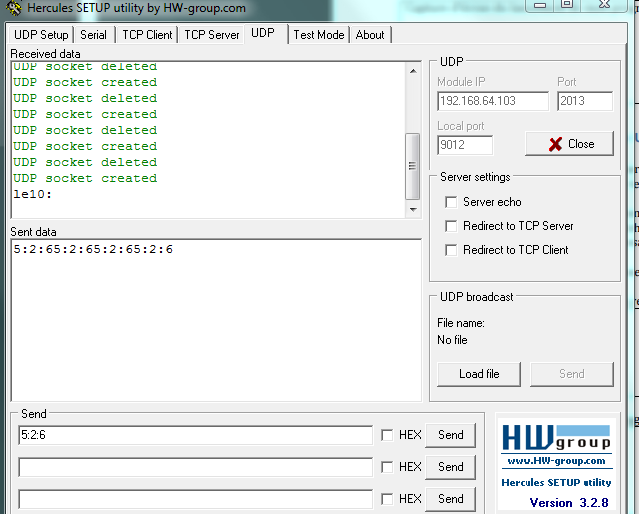 Hercules SETUP utility by HW-group.com
UDP Setup
Serial
TCP Client
TCP Server
UDP
Test Mode
About
Received data
UDP socket deleted
UDP socket created
UDP socket deleted
UDP socket created
UDP socket deleted
UDP socket created
UDP socket deleted
UDP socket created
le10:
Sent data
5:2:65:2:65:2:65:2:6
UDP
Module IP
Port
192.168.64.103
2013
Local port
9012
Close
Server settings
Server echo
Redirect to TCP Server
Redirect to TCP Client
UDP broadcast
File name:
No file
Load file
Send
Send
5:2:6
HEX
Send
HEX
Send
HEX
Send
HWgroup
www.HW-group.com
Hercules SETUP utility
Version 3.2.8